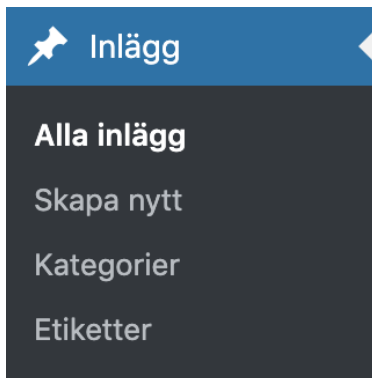 Inlägg
Alla inlägg
Skapa nytt
Kategorier
Etiketter